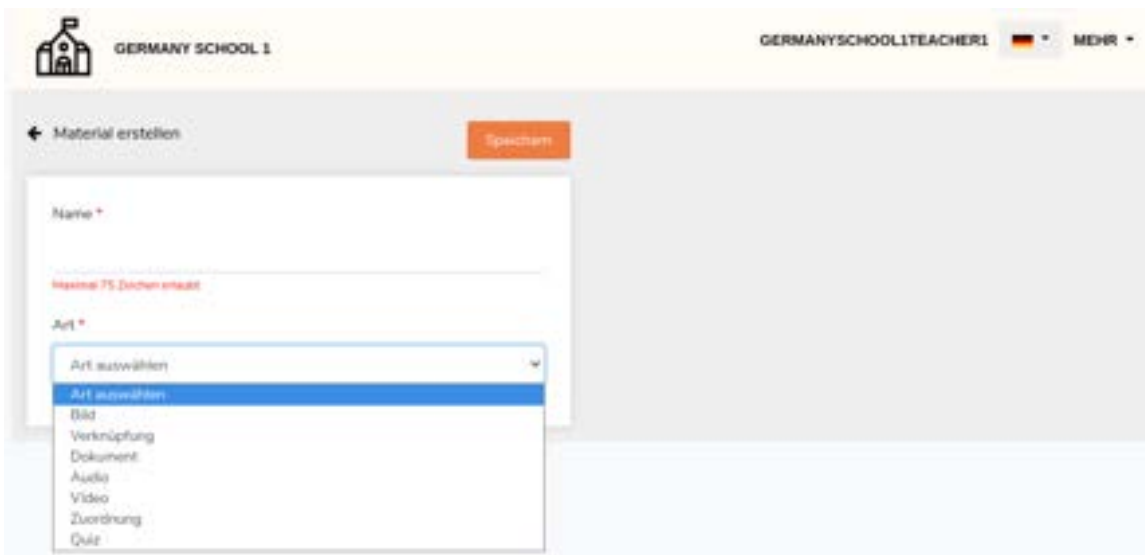 GERMANY SCHOOL 1
GERMANYSCHOOL1TEACHER1
MEHR
Material erstellen
Speichern
Name *
Maximal 75 Zeichen erlaubt
Art *
Art auswählen
Art auswählen
Bild
Verknüpfung
Dokument
Audio
Video
Zuordnung
Quiz